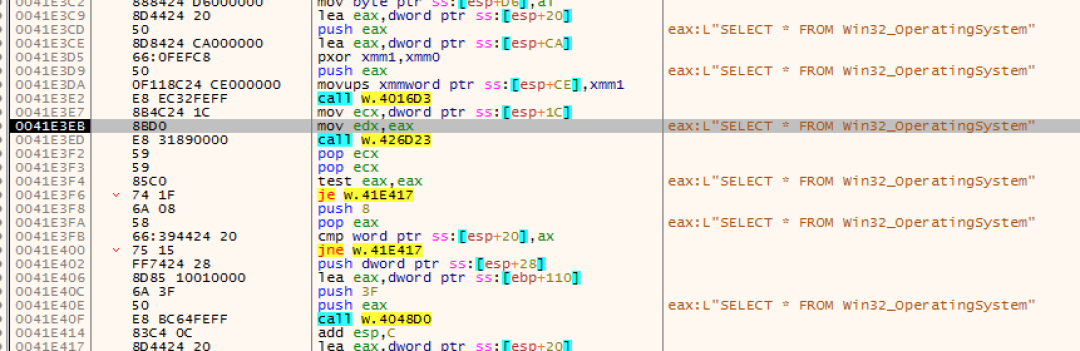 0041E3C2 888424 D6000000 mov byte ptr ss:[esp+D6],al
0041E3C9 8D4424 20 lea eax,dword ptr ss:[esp+20]
0041E3CD 50 push eax eax:L"SELECT * FROM Win32_OperatingSystem"
0041E3CE 8D8424 CA000000 lea eax,dword ptr ss:[esp+CA]
0041E3D5 66:0FEFC8 pxor xmm1,xmm0
0041E3D9 50 push eax eax:L"SELECT * FROM Win32_OperatingSystem"
0041E3DA 0F118C24 CE000000 movups xmmword ptr ss:[esp+CE],xmm1
0041E3E2 E8 EC32FEFF call w.4016D3
0041E3E7 8B4C24 1C mov ecx,dword ptr ss:[esp+1C]
0041E3EB 8BD0 mov edx,eax eax:L"SELECT * FROM Win32_OperatingSystem"
0041E3ED E8 31890000 call w.426D23
0041E3F2 59 pop ecx
0041E3F3 59 pop ecx
0041E3F4 85C0 test eax,eax eax:L"SELECT * FROM Win32_OperatingSystem"
0041E3F6 74 1F je w.41E417
0041E3F8 6A 08 push 8
0041E3FA 58 pop eax eax:L"SELECT * FROM Win32_OperatingSystem"
0041E3FB 66:394424 20 cmp word ptr ss:[esp+20],ax
0041E400 75 15 jne w.41E417
0041E402 FF7424 28 push dword ptr ss:[esp+28]
0041E406 8D85 10010000 lea eax,dword ptr ss:[ebp+110]
0041E40C 6A 3F push 3F
0041E40E 50 push eax eax:L"SELECT * FROM Win32_OperatingSystem"
0041E40F E8 BC64FEFF call w.4048D0
0041E414 83C4 0C add esp,C
0041E417 8D4424 20 lea eax,dword ptr ss:[esp+20]